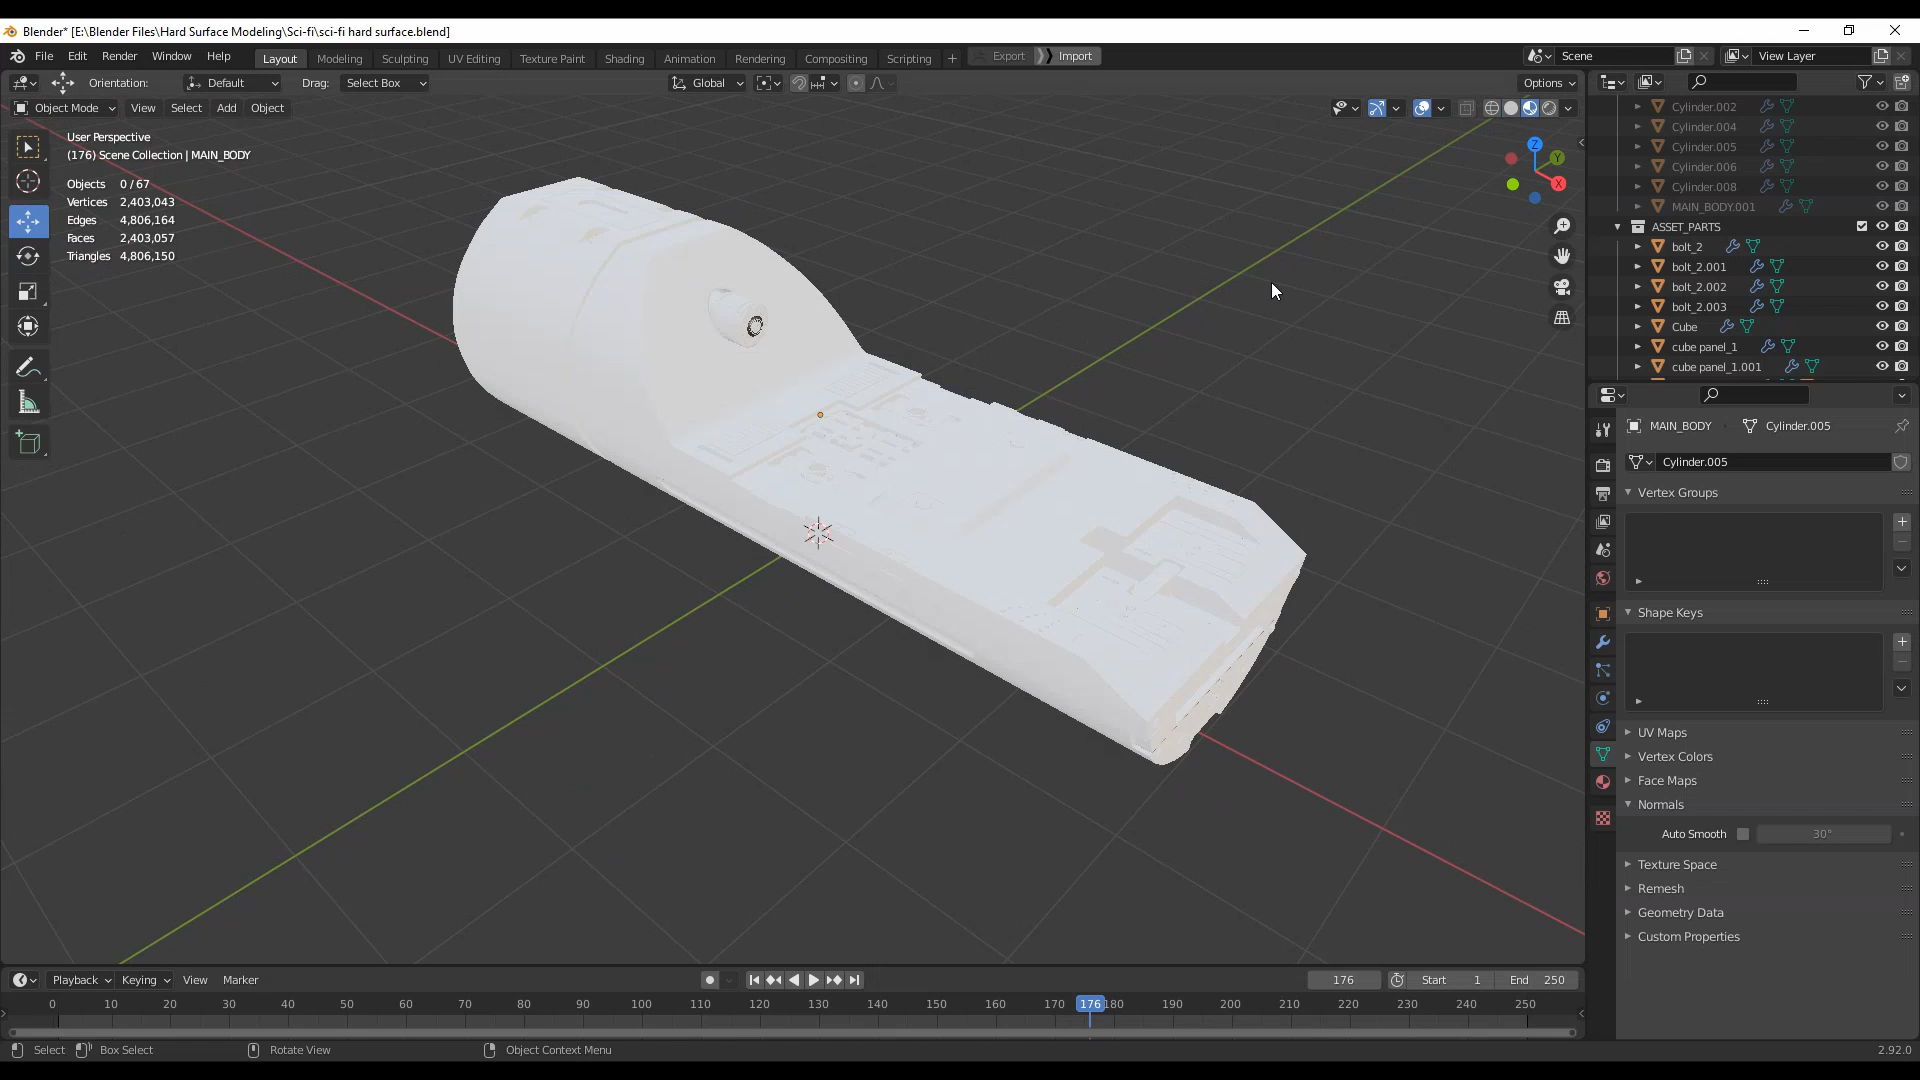 Blender* [E:\Blender Files\Hard Surface Modeling\Sci-fi\sci-fi hard surface.blend]
File Edit Render Window Help Layout Modeling Sculpting UV Editing Texture Paint Shading Animation Rendering Compositing Scripting + Export Import Scene View Layer
Orientation: Default Drag: Select Box Global Options
Object Mode View Select Add Object
User Perspective
(176) Scene Collection | MAIN_BODY
Objects 0/67
Vertices 2,403,043
Edges 4,806,164
Faces 2,403,057
Triangles 4,806,150
Z
Y
X
Cylinder.002
Cylinder.004
Cylinder.005
Cylinder.006
Cylinder.008
MAIN_BODY.001
ASSET_PARTS
bolt_2
bolt_2.001
bolt_2.002
bolt_2.003
Cube
cube panel_1
cube panel_1.001
MAIN_BODY Cylinder.005
Cylinder.005
Vertex Groups
Shape Keys
UV Maps
Vertex Colors
Face Maps
Normals
Auto Smooth 30°
Texture Space
Remesh
Geometry Data
Custom Properties
Playback Keying View Marker 176 Start 1 End 250
0 10 20 30 40 50 60 70 80 90 100 110 120 130 140 150 160 170 176 180 190 200 210 220 230 240 250
Select Box Select Rotate View Object Context Menu 2.92.0